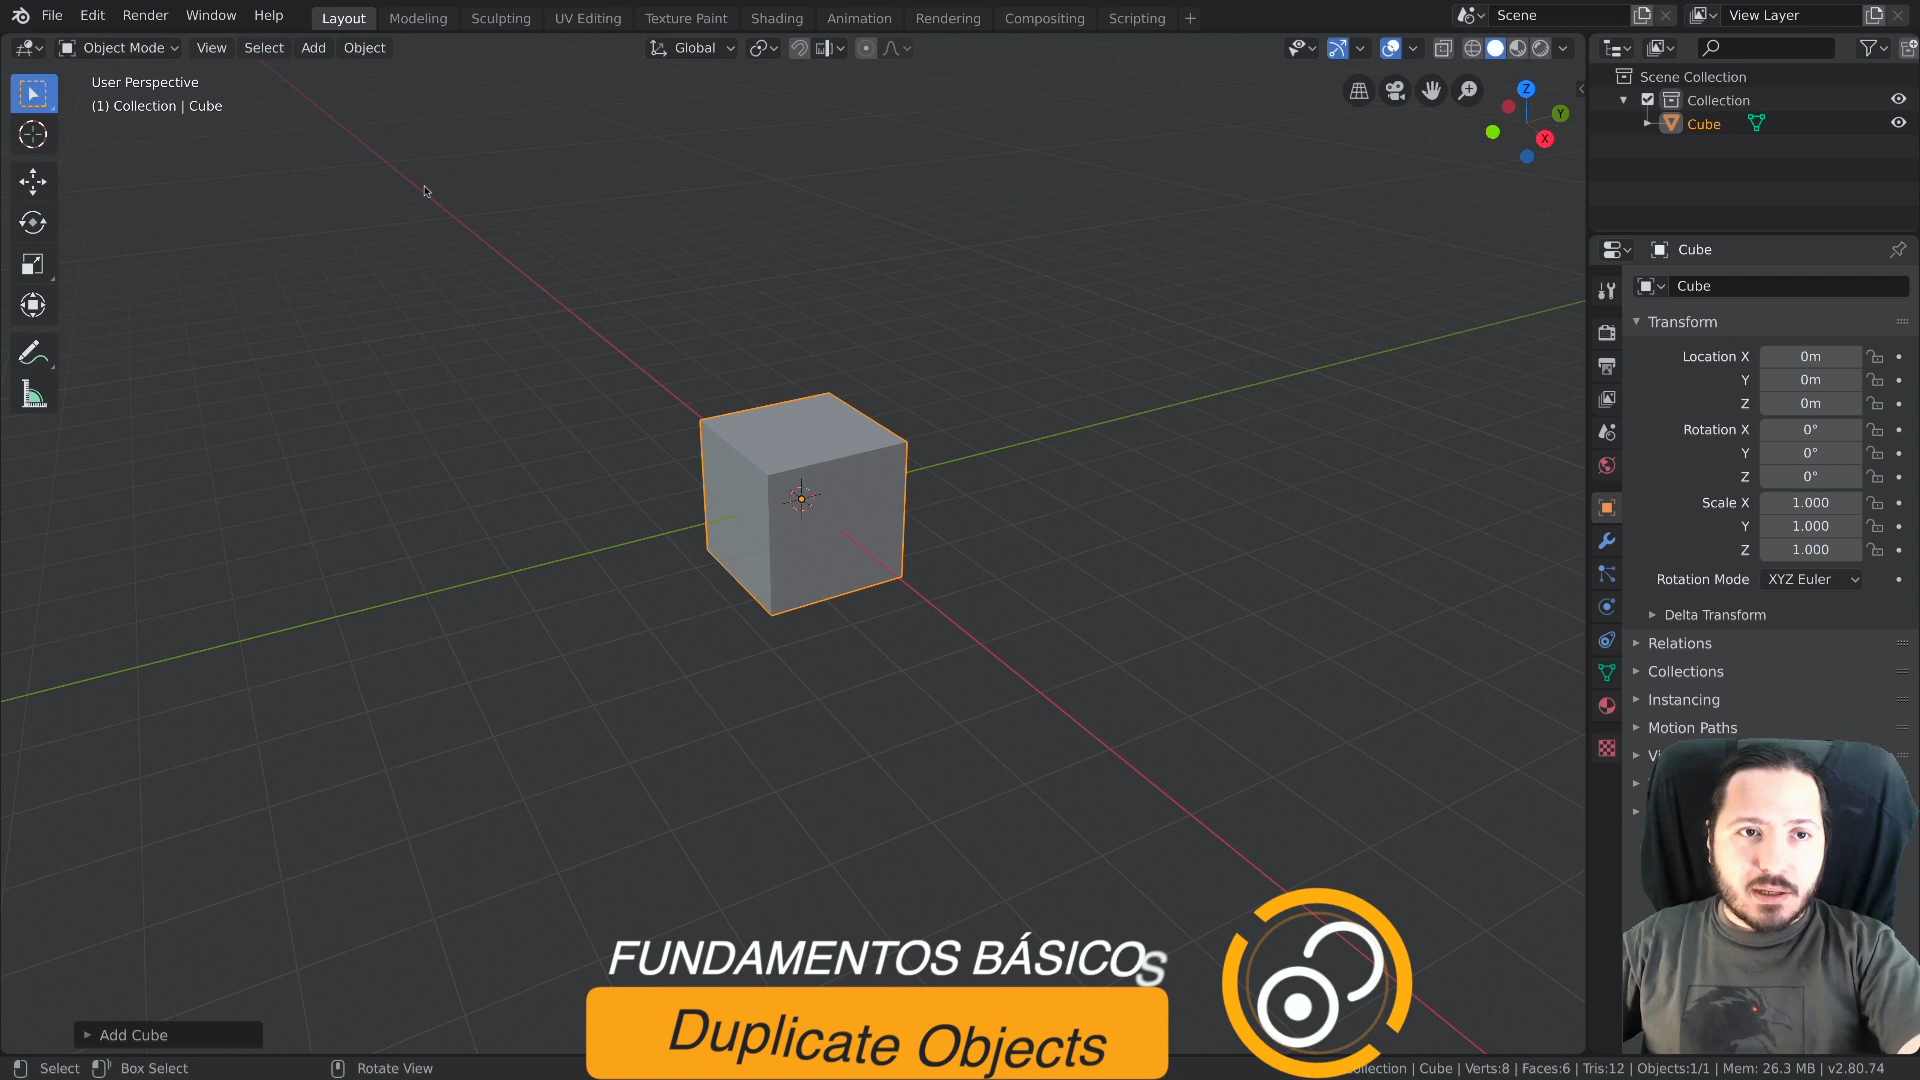 File Edit Render Window Help Layout Modeling Sculpting UV Editing Texture Paint Shading Animation Rendering Compositing Scripting + Scene View Layer
Object Mode View Select Add Object Global
User Perspective
(1) Collection | Cube
Z
Y
X
Scene Collection
Collection
Cube
Cube
Cube
Transform
Location X 0m
Y 0m
Z 0m
Rotation X 0°
Y 0°
Z 0°
Scale X 1.000
Y 1.000
Z 1.000
Rotation Mode XYZ Euler
Delta Transform
Relations
Collections
Instancing
Motion Paths
FUNDAMENTOS BÁSICOS
Duplicate Objects
Add Cube
Select Box Select Rotate View
Collection | Cube | Verts:8 | Faces:6 | Tris:12 | Objects:1/1 | Mem: 26.3 MB | v2.80.74